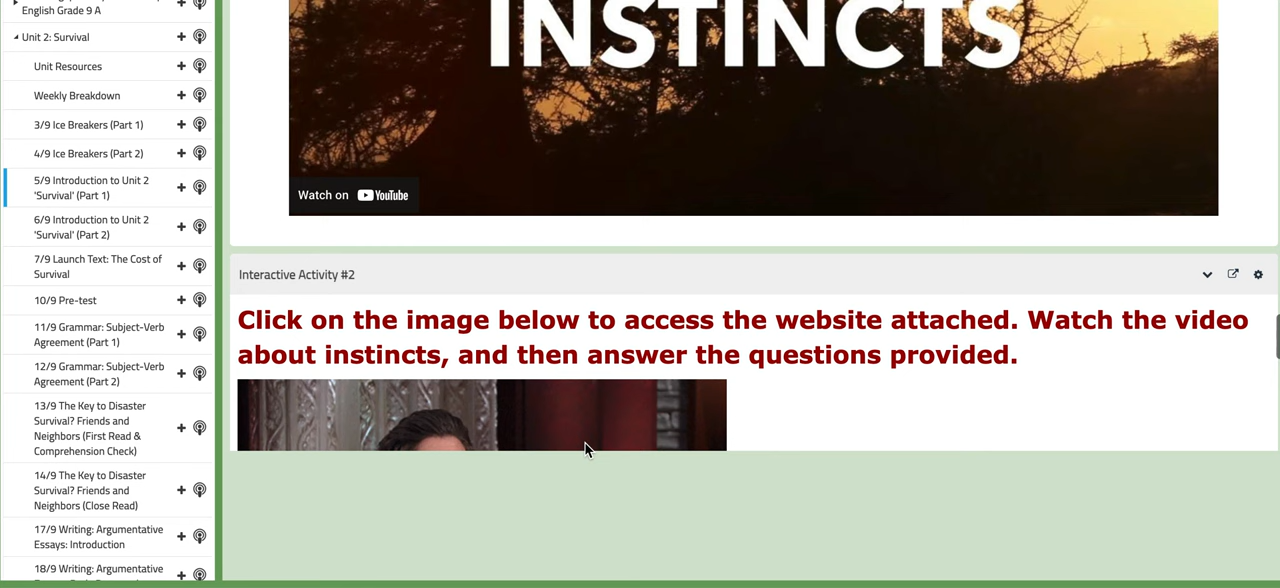 English Grade 9 A
Unit 2: Survival
Unit Resources
Weekly Breakdown
3/9 Ice Breakers (Part 1)
4/9 Ice Breakers (Part 2)
5/9 Introduction to Unit 2
'Survival' (Part 1)
6/9 Introduction to Unit 2
'Survival' (Part 2)
7/9 Launch Text: The Cost of
Survival
10/9 Pre-test
11/9 Grammar: Subject-Verb
Agreement (Part 1)
12/9 Grammar: Subject-Verb
Agreement (Part 2)
13/9 The Key to Disaster
Survival? Friends and
Neighbors (First Read &
Comprehension Check)
14/9 The Key to Disaster
Survival? Friends and
Neighbors (Close Read)
17/9 Writing: Argumentative
Essays: Introduction
18/9 Writing: Argumentative
INSTINCTS
Watch on YouTube
Interactive Activity #2
Click on the image below to access the website attached. Watch the video
about instincts, and then answer the questions provided.